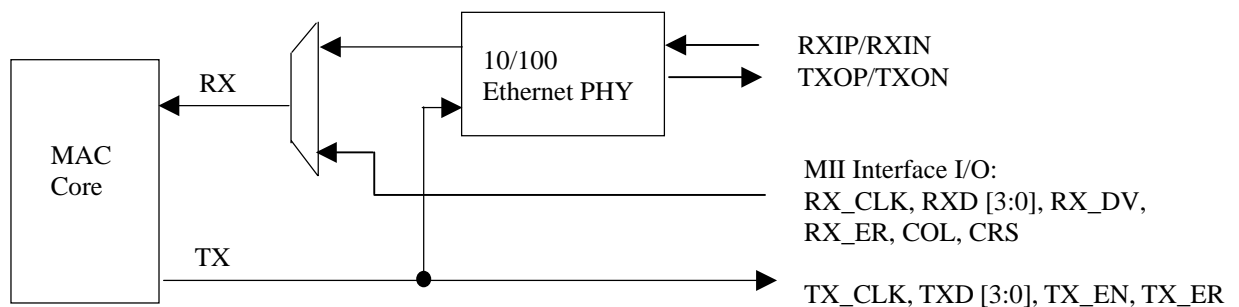 RXIP/RXIN
10/100
Ethernet PHY
TXOP/TXON
RX
MAC
Core
MII Interface I/O:
RX_CLK, RXD [3:0], RX_DV,
RX_ER, COL, CRS
TX
TX_CLK, TXD [3:0], TX_EN, TX_ER